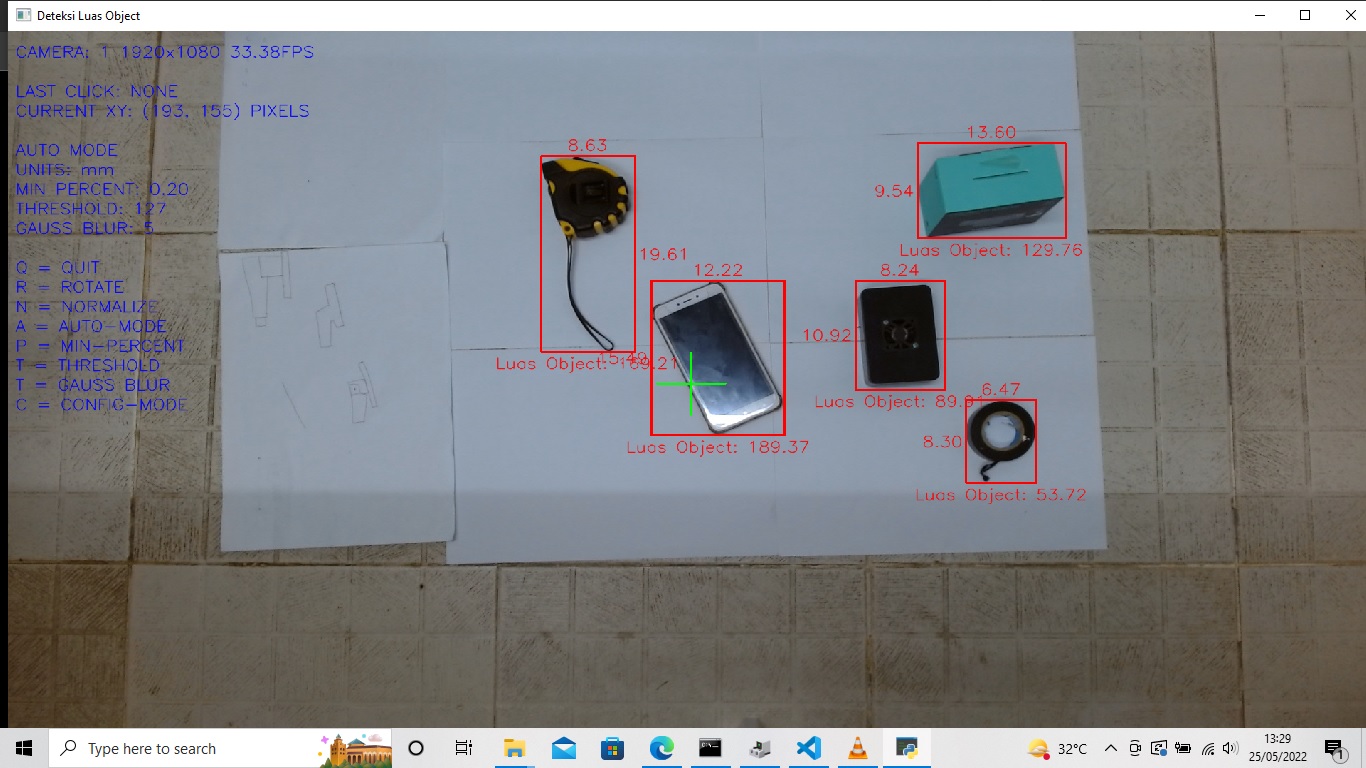 Deteksi Luas Object
CAMERA: 1 1920x1080 33.38FPS
LAST CLICK: NONE
CURRENT XY: (193, 155) PIXELS
AUTO MODE
UNITS: mm
MIN PERCENT: 0.20
THRESHOLD: 127
GAUSS BLUR: 5
Q = QUIT
R = ROTATE
N = NORMALIZE
A = AUTO-MODE
P = MIN-PERCENT
T = THRESHOLD
T = GAUSS BLUR
C = CONFIG-MODE
8.63
19.61
Luas Object: 169.21
12.22
15.49
Luas Object: 189.37
13.60
9.54
Luas Object: 129.76
8.24
10.92
Luas Object: 89.91
6.47
8.30
Luas Object: 53.72
Type here to search
32°C
13:29
25/05/2022
1